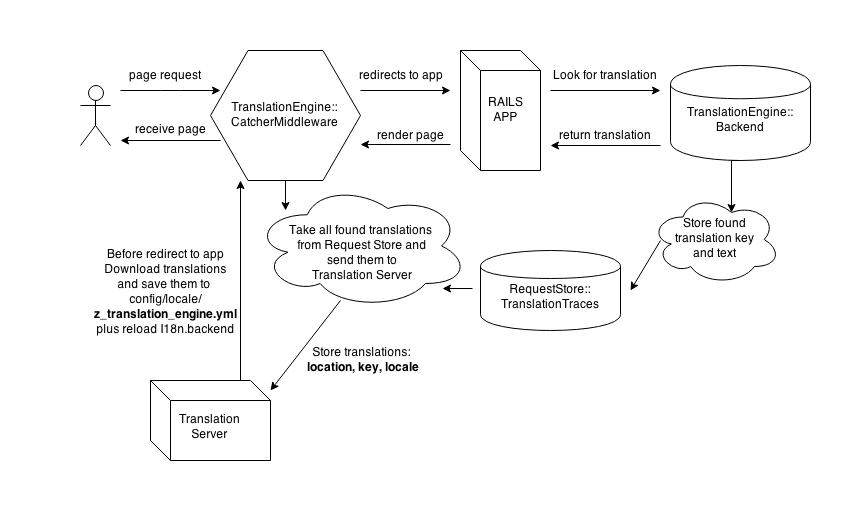 page request
receive page
TranslationEngine::
CatcherMiddleware
redirects to app
render page
RAILS
APP
Look for translation
return translation
TranslationEngine::
Backend
Store found
translation key
and text
RequestStore::
TranslationTraces
Take all found translations
from Request Store and
send them to
Translation Server
Before redirect to app
Download translations
and save them to
config/locale/
z_translation_engine.yml
plus reload I18n.backend
Store translations:
location, key, locale
Translation
Server